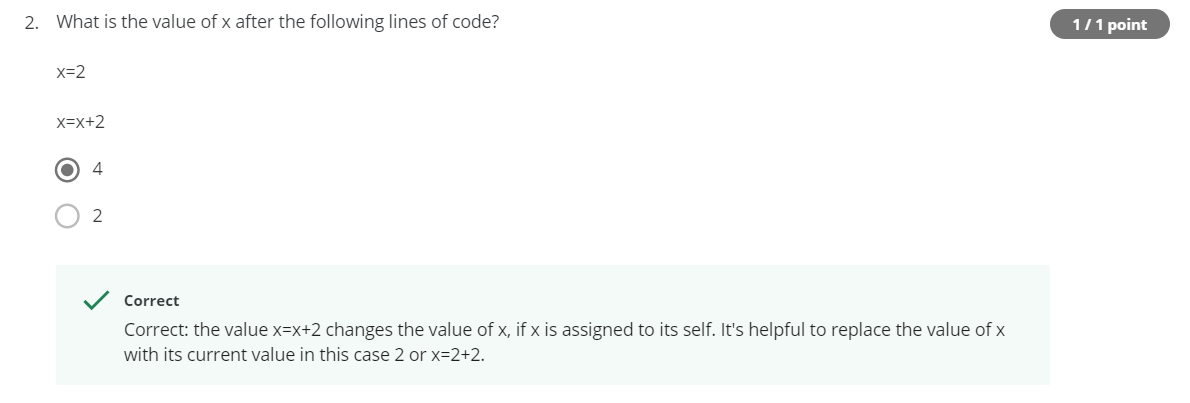 2. What is the value of x after the following lines of code?
1 / 1 point
x=2
x=x+2
4
2
Correct
Correct: the value x=x+2 changes the value of x, if x is assigned to its self. It's helpful to replace the value of x
with its current value in this case 2 or x=2+2.